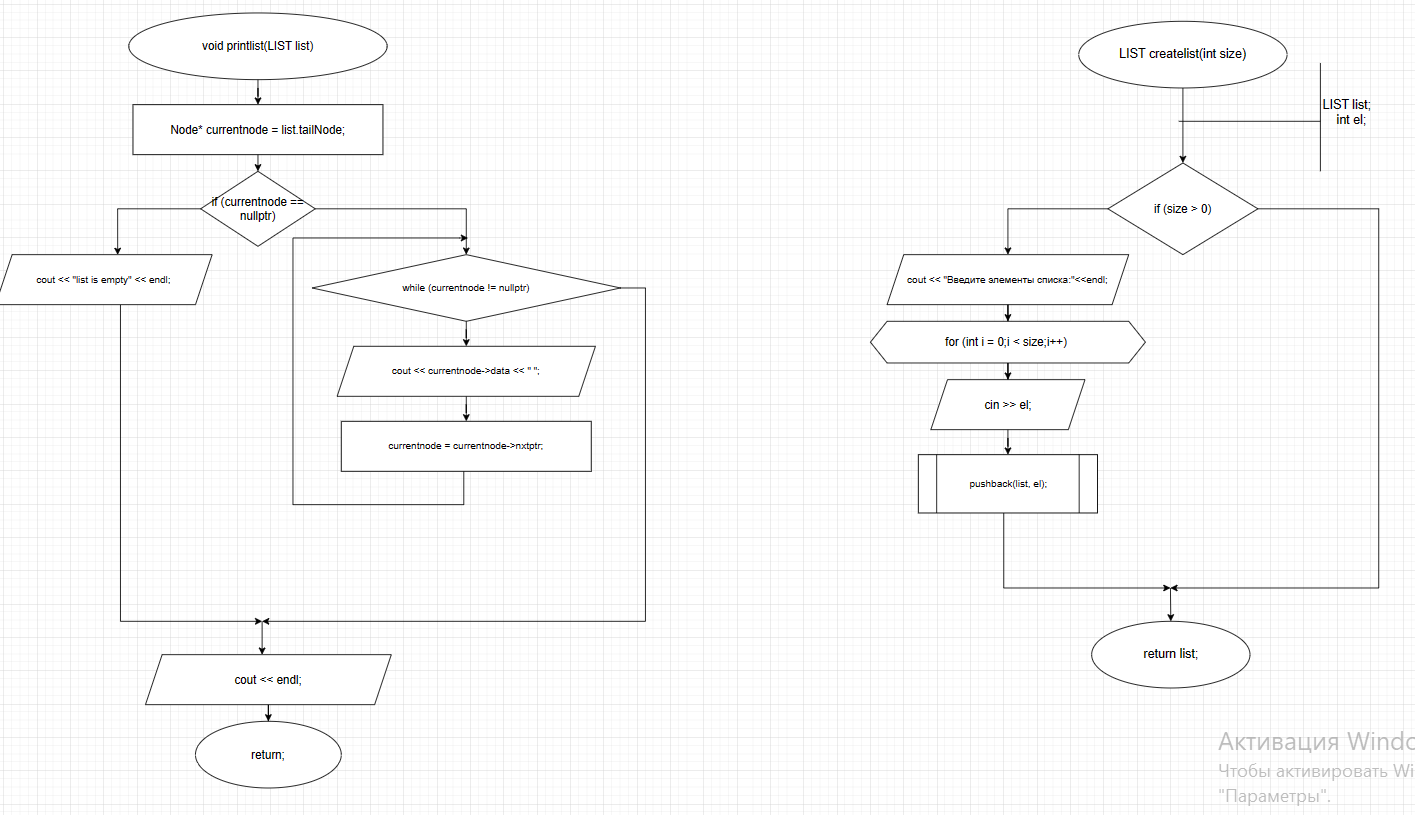 void printlist(LIST list)
Node* currentnode = list.tailNode;
if (currentnode ==
nullptr)
cout << "list is empty" << endl;
while (currentnode != nullptr)
cout << currentnode->data << " ";
currentnode = currentnode->nxtptr;
cout << endl;
return;
LIST createlist(int size)
LIST list;
int el;
if (size > 0)
cout << "Введите элементы списка:"<<endl;
for (int i = 0;i < size;i++)
cin >> el;
pushback(list, el);
return list;
Активация Windo
Чтобы активировать Wi
"Параметры".